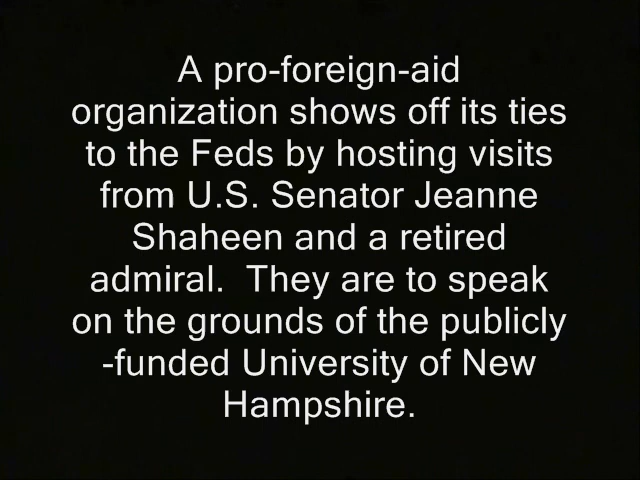 A pro-foreign-aid
organization shows off its ties
to the Feds by hosting visits
from U.S. Senator Jeanne
Shaheen and a retired
admiral.  They are to speak
on the grounds of the publicly
-funded University of New
Hampshire.